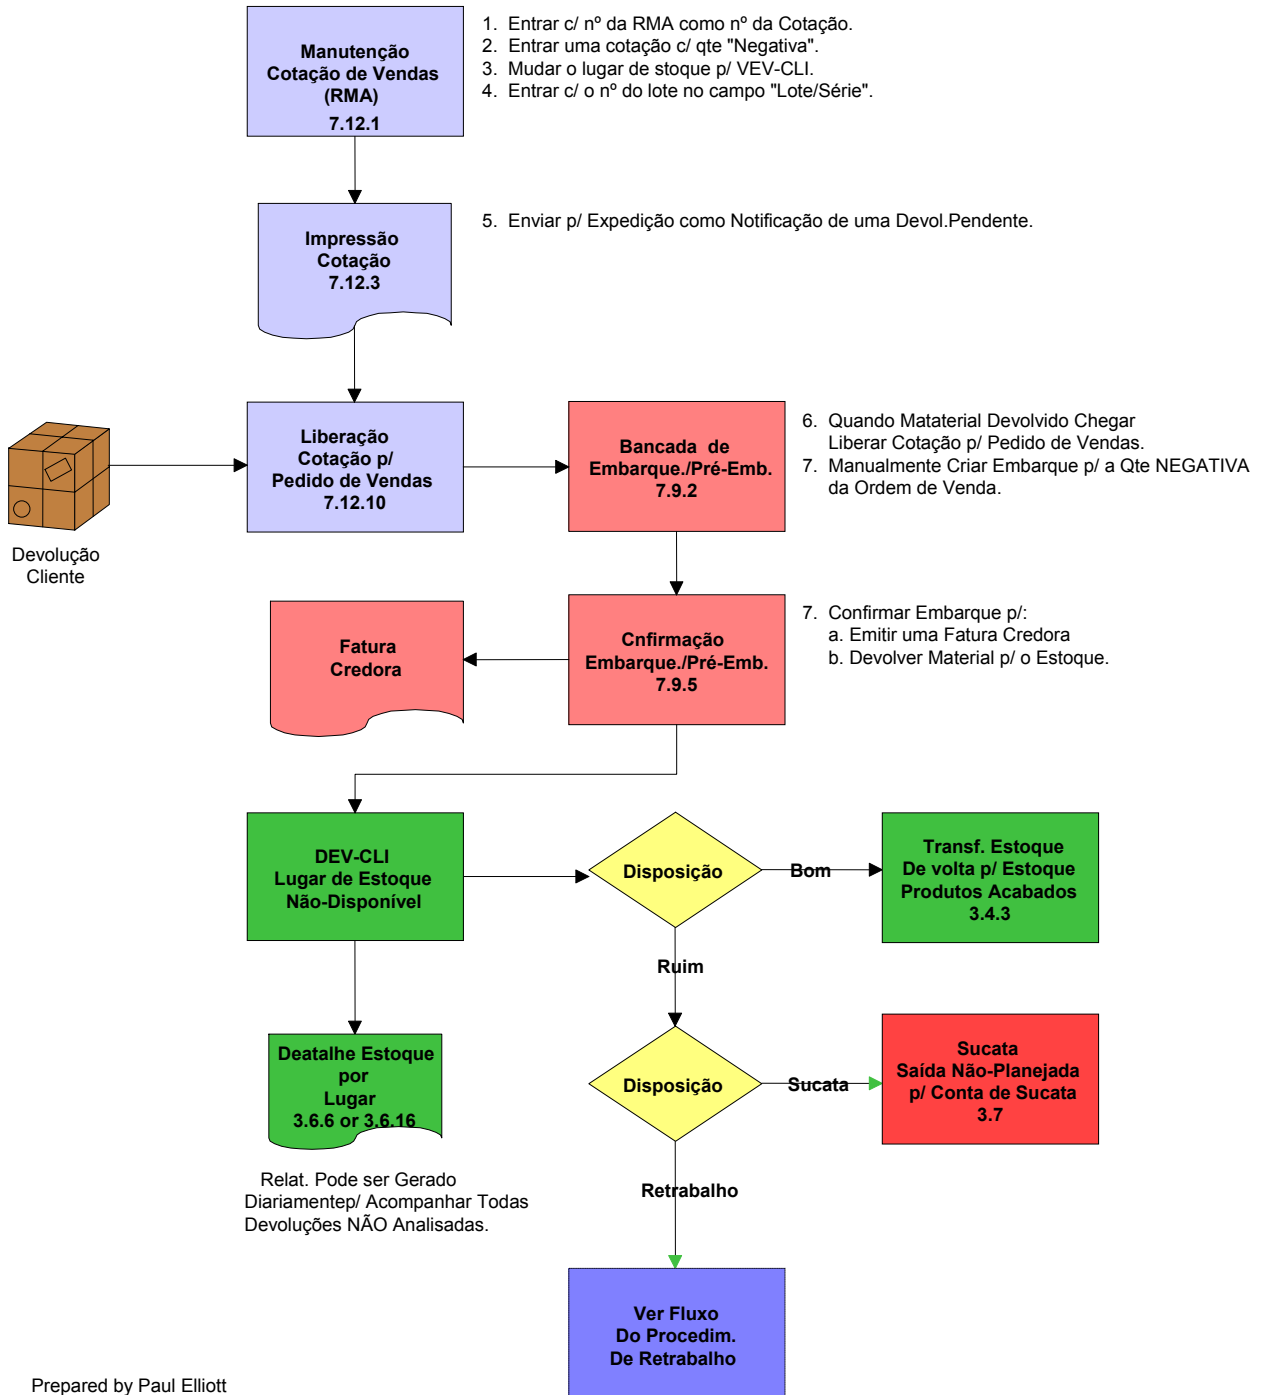 Manutenção
Cotação de Vendas
(RMA)
7.12.1
1. Entrar c/ nº da RMA como nº da Cotação.
2. Entrar uma cotação c/ qte "Negativa".
3. Mudar o lugar de stoque p/ VEV-CLI.
4. Entrar c/ o nº do lote no campo "Lote/Série".
Impressão
Cotação
7.12.3
5. Enviar p/ Expedição como Notificação de uma Devol.Pendente.
Devolução
Cliente
Liberação
Cotação p/
Pedido de Vendas
7.12.10
Bancada de
Embarque./Pré-Emb.
7.9.2
6. Quando Mataterial Devolvido Chegar
Liberar Cotação p/ Pedido de Vendas.
7. Manualmente Criar Embarque p/ a Qte NEGATIVA
da Ordem de Venda.
Fatura
Credora
Cnfirmação
Embarque./Pré-Emb.
7.9.5
7. Confirmar Embarque p/:
a. Emitir uma Fatura Credora
b. Devolver Material p/ o Estoque.
DEV-CLI
Lugar de Estoque
Não-Disponível
Disposição
Bom
Transf. Estoque
De volta p/ Estoque
Produtos Acabados
3.4.3
Ruim
Deatalhe Estoque
por
Lugar
3.6.6 or 3.6.16
Disposição
Sucata
Sucata
Saída Não-Planejada
p/ Conta de Sucata
3.7
Relat. Pode ser Gerado
Diariamentep/ Acompanhar Todas
Devoluções NÃO Analisadas.
Retrabalho
Ver Fluxo
Do Procedim.
De Retrabalho
Prepared by Paul Elliott